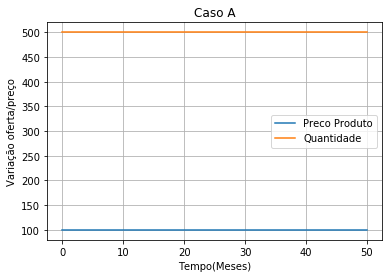 Caso A
Variação oferta/preço
500
450
400
350
300
250
200
150
100
Preco Produto
Quantidade
0 10 20 30 40 50
Tempo(Meses)